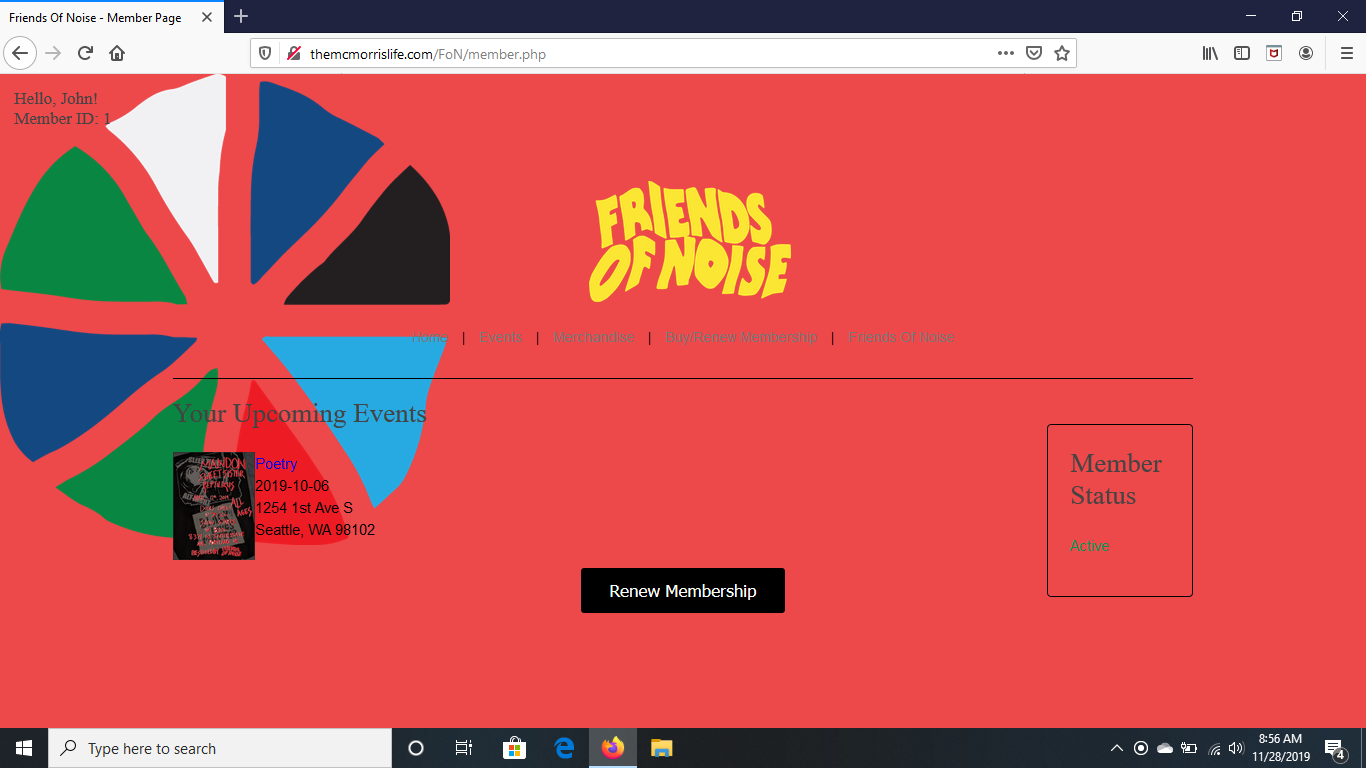 Friends Of Noise - Member Page
themcmorrislife.com/FoN/member.php
Hello, John!
Member ID: 1
FRIENDS
OF NOISE
Home | Events | Merchandise | Buy/Renew Membership | Friends Of Noise
Your Upcoming Events
Poetry
2019-10-06
1254 1st Ave S
Seattle, WA 98102
Member
Status
Active
Renew Membership
Type here to search
8:56 AM
11/28/2019
4